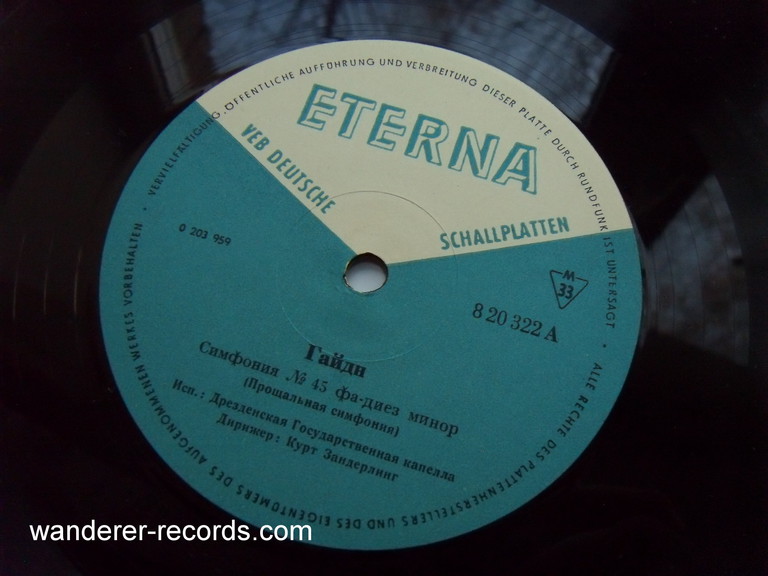 ALLE RECHTE DES PLATTENHERSTELLERS UND DES EIGENTÜMERS DES AUFGENOMMENEN WERKES VORBEHALTEN · VERVIELFÄLTIGUNG, ÖFFENTLICHE AUFFÜHRUNG UND VERBREITUNG DIESER PLATTE DURCH RUNDFUNK IST UNTERSAGT ·
ETERNA
VEB DEUTSCHE
SCHALLPLATTEN
0 203 959
M
33
8 20 322 A
Гайдн
Симфония № 45 фа-диез минор
(Прощальная симфония)
Исп.: Дрезденская Государственная капелла
Дирижер: Курт Зандерлинг
wanderer-records.com